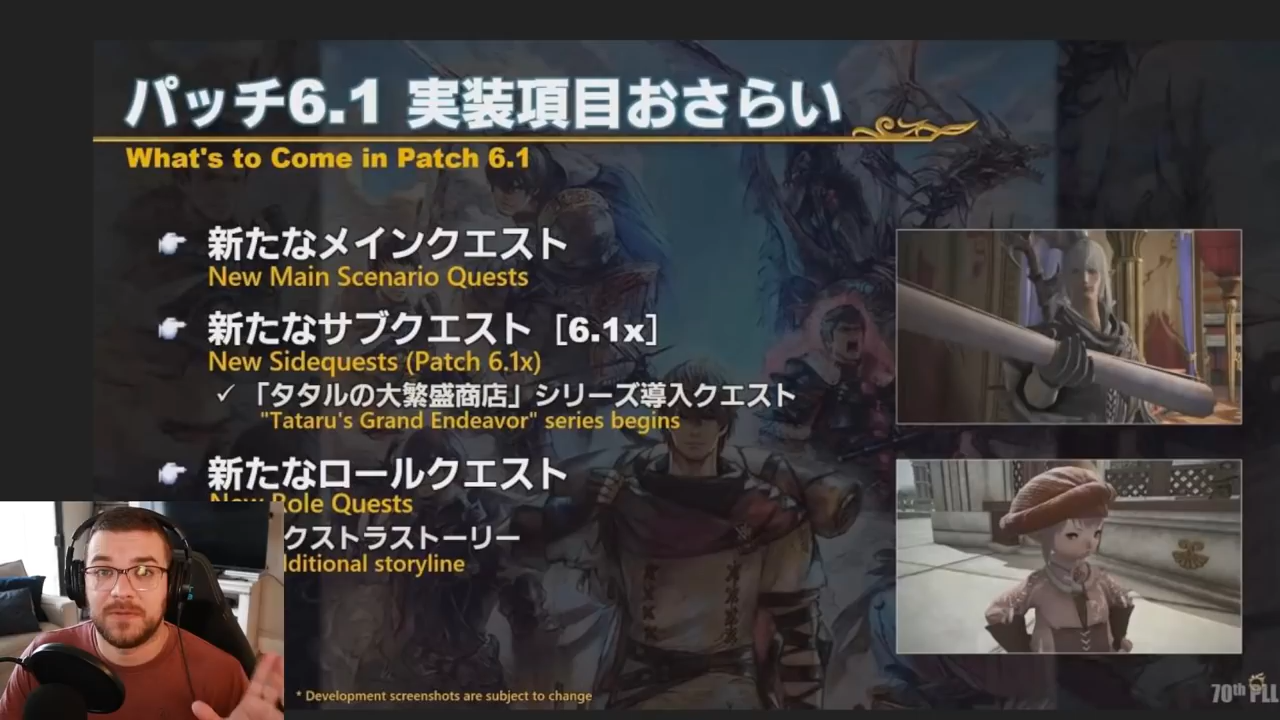 パッチ6.1 実装項目おさらい
What's to Come in Patch 6.1
新たなメインクエスト
New Main Scenario Quests
新たなサブクエスト［6.1x］
New Sidequests (Patch 6.1x)
✓ 「タタルの大繁盛商店」シリーズ導入クエスト
"Tataru's Grand Endeavor" series begins
新たなロールクエスト
New Role Quests
クストラストーリー
ditional storyline
* Development screenshots are subject to change
70th PLL